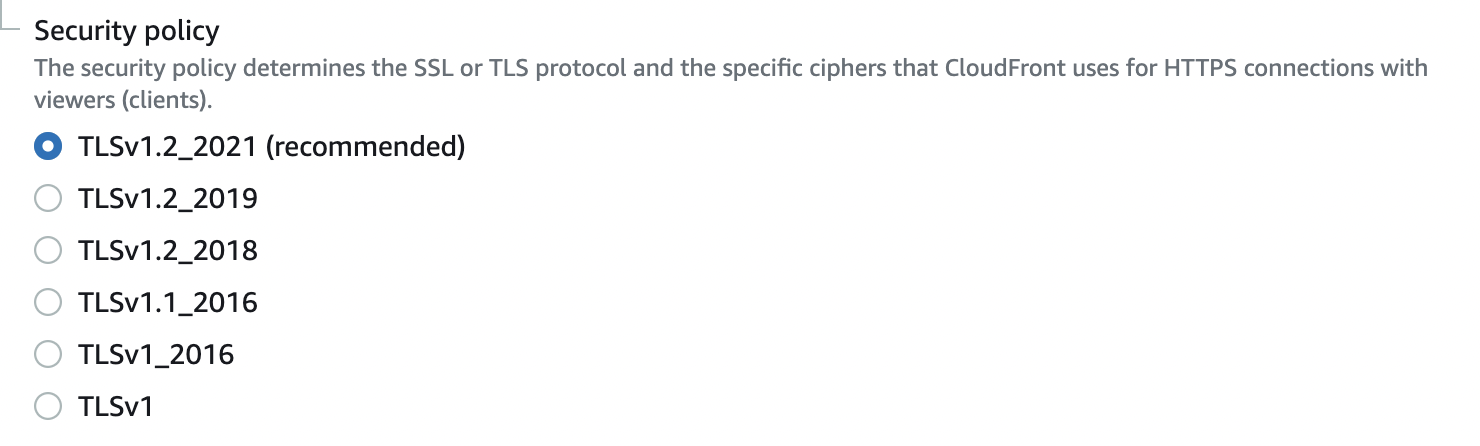 Security policy
The security policy determines the SSL or TLS protocol and the specific ciphers that CloudFront uses for HTTPS connections with
viewers (clients).
TLSv1.2_2021 (recommended)
TLSv1.2_2019
TLSv1.2_2018
TLSv1.1_2016
TLSv1_2016
TLSv1